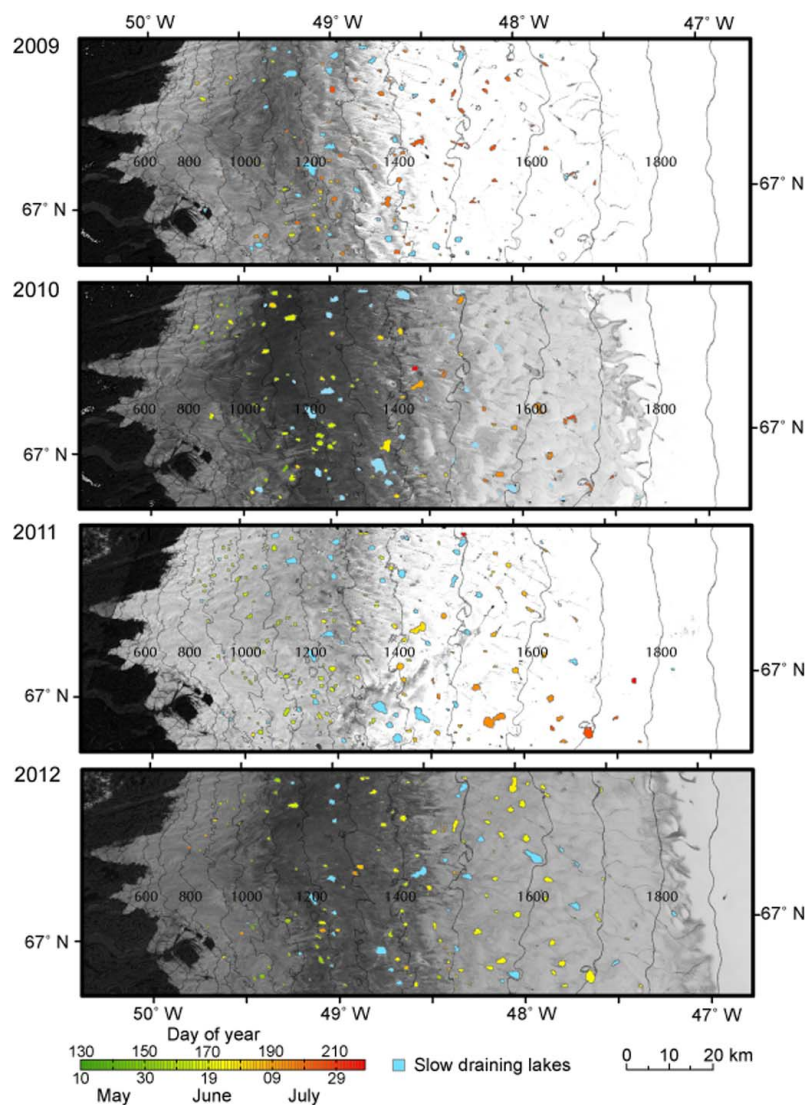 50° W 49° W 48° W 47° W
2009
600 800 1000 1200 1400 1600 1800
67° N 67° N
2010
600 800 1000 1200 1400 1600 1800
67° N 67° N
2011
600 800 1000 1200 1400 1600 1800
67° N 67° N
2012
600 800 1000 1200 1400 1600 1800
67° N 67° N
50° W 49° W 48° W 47° W
Day of year
130 150 170 190 210
10 30 19 09 29
May June July
Slow draining lakes
0 10 20 km